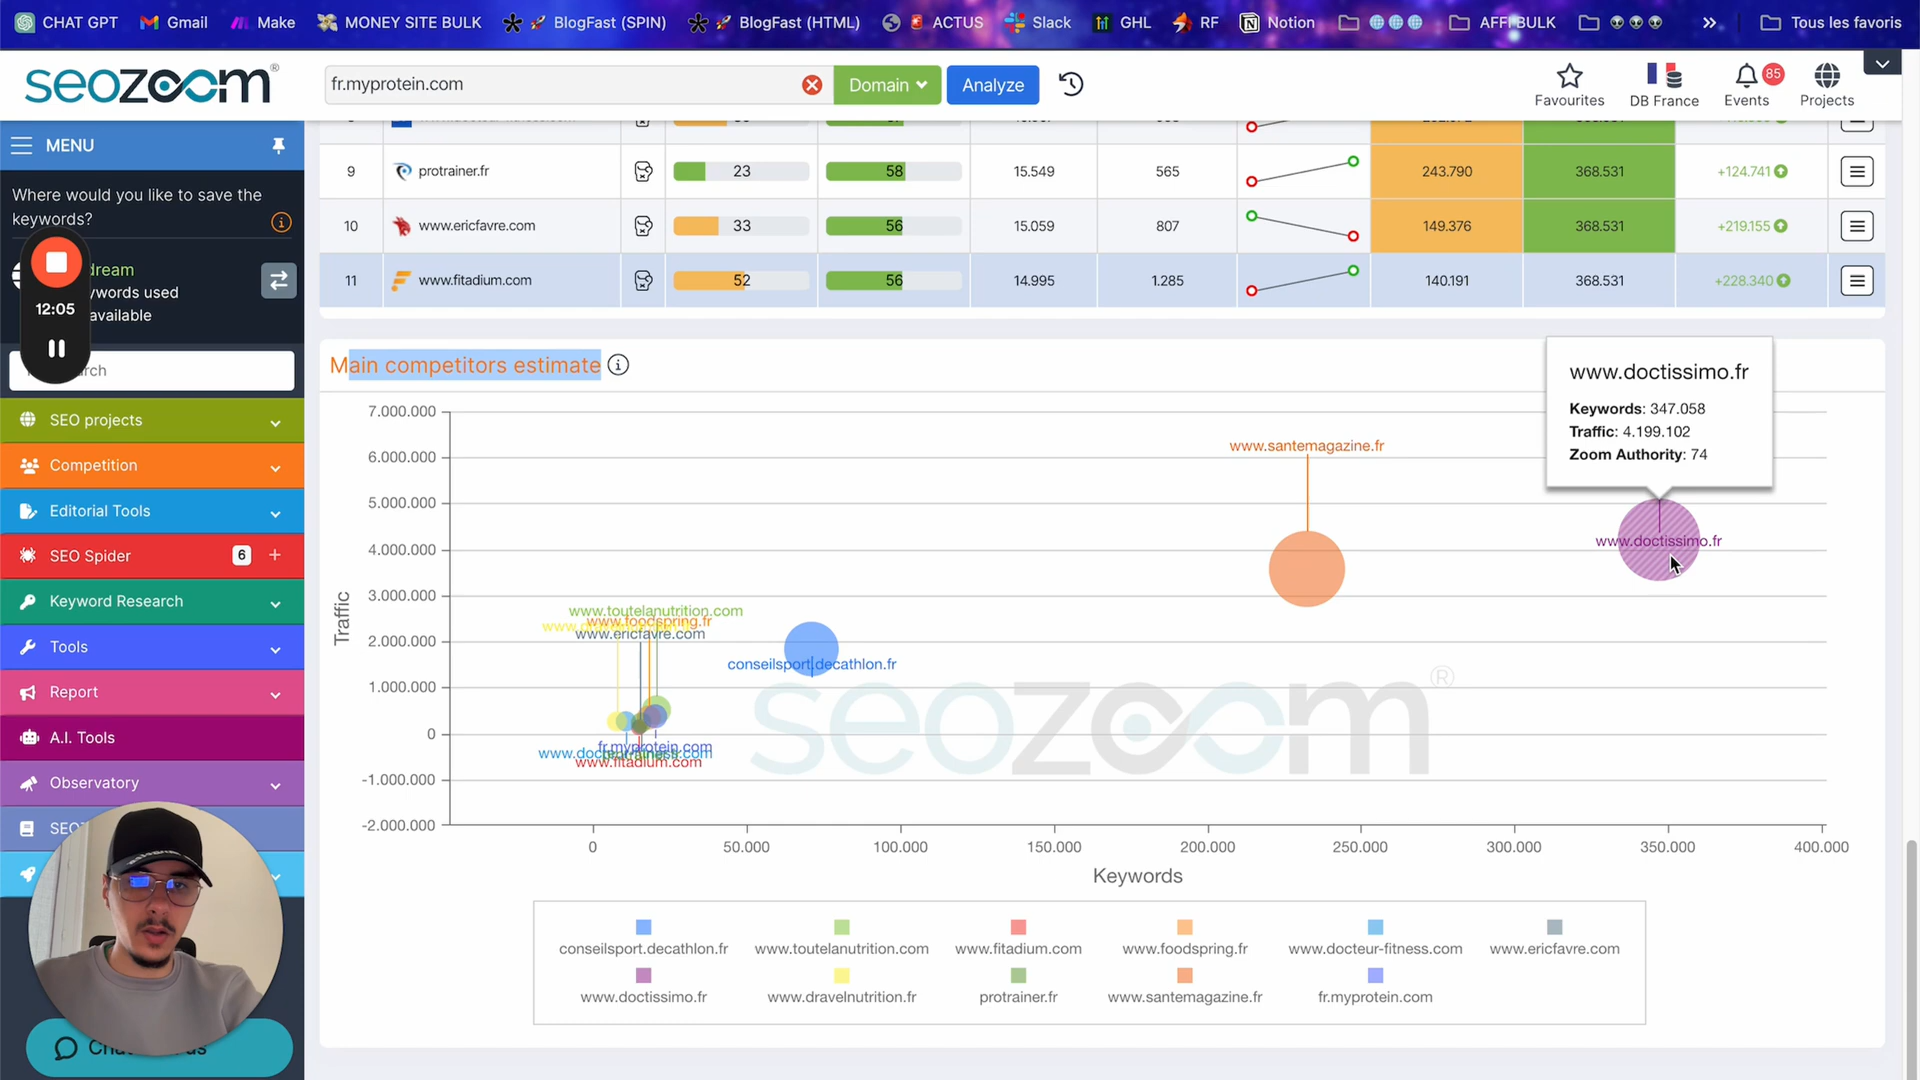 CHAT GPT Gmail Make MONEY SITE BULK BlogFast (SPIN) BlogFast (HTML) ACTUS Slack GHL RF Notion AFFI BULK » Tous les favoris
seozoom®
fr.myprotein.com Domain Analyze
Favourites DB France Events 85 Projects
MENU
Where would you like to save the
keywords?
dream
ywords used
available
12:05
rch
SEO projects
Competition
Editorial Tools
SEO Spider 6 +
Keyword Research
Tools
Report
A.I. Tools
Observatory
SEOZ
9 protrainer.fr 23 58 15.549 565 243.790 368.531 +124.741
10 www.ericfavre.com 33 56 15.059 807 149.376 368.531 +219.155
11 www.fitadium.com 52 56 14.995 1.285 140.191 368.531 +228.340
Main competitors estimate
www.doctissimo.fr
Keywords: 347.058
Traffic: 4.199.102
Zoom Authority: 74
7.000.000
6.000.000
5.000.000
4.000.000
3.000.000
2.000.000
1.000.000
0
-1.000.000
-2.000.000
Traffic
www.santemagazine.fr
www.doctissimo.fr
www.toutelanutrition.com
www.foodspring.fr
www.ericfavre.com
conseilsport.decathlon.fr
fr.myprotein.com
www.fitadium.com
seozoom®
0 50.000 100.000 150.000 200.000 250.000 300.000 350.000 400.000
Keywords
conseilsport.decathlon.fr www.toutelanutrition.com www.fitadium.com www.foodspring.fr www.docteur-fitness.com www.ericfavre.com
www.doctissimo.fr www.dravelnutrition.fr protrainer.fr www.santemagazine.fr fr.myprotein.com